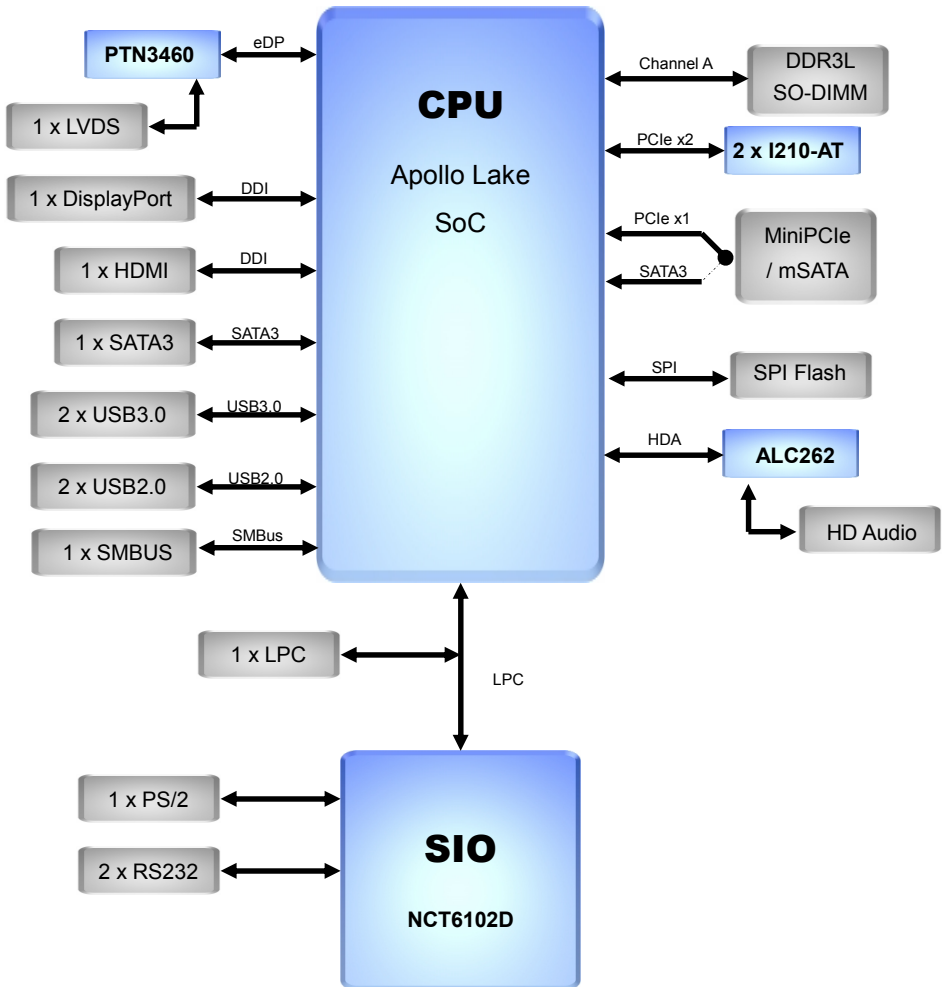 PTN3460
eDP
1 x LVDS
1 x DisplayPort
DDI
1 x HDMI
DDI
1 x SATA3
SATA3
2 x USB3.0
USB3.0
2 x USB2.0
USB2.0
1 x SMBUS
SMBus
CPU
Apollo Lake
SoC
Channel A
DDR3L
SO-DIMM
PCIe x2
2 x I210-AT
PCIe x1
SATA3
MiniPCIe
/ mSATA
SPI
SPI Flash
HDA
ALC262
HD Audio
1 x LPC
LPC
1 x PS/2
2 x RS232
SIO
NCT6102D